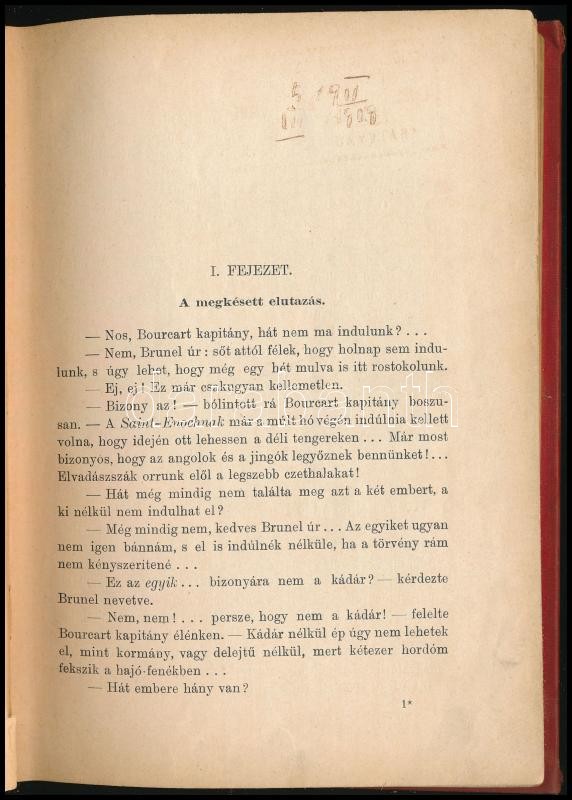 I. FEJEZET.
A megkésett elutazás.
— Nos, Bourcart kapitány, hát nem ma indulunk? . . .
— Nem, Brunel úr : sőt attól félek, hogy holnap sem indu-
lunk, s úgy lehet, hogy még egy hét mulva is itt rostokolunk.
— Ej, ej ! Ez már csakugyan kellemetlen.
— Bizony az! — bólintott rá Bourcart kapitány boszu-
san. — A Saint-Enochnak már a múlt hó végén indúlnia kellett
volna, hogy idején ott lehessen a déli tengereken . . . Már most
bizonyos, hogy az angolok és a jingók legyőznek bennünket! . . .
Elvadászszák orrunk elől a legszebb czethalakat!
— Hát még mindig nem találta meg azt a két embert, a
ki nélkül nem indulhat el ?
— Még mindig nem, kedves Brunel úr . . . Az egyiket ugyan
nem igen bánnám, s el is indúlnék nélküle, ha a törvény rám
nem kényszeritené . . .
— Ez az egyik . . . bizonyára nem a kádár? — kérdezte
Brunel nevetve.
— Nem, nem ! . . . persze, hogy nem a kádár! — felelte
Bourcart kapitány élénken. — Kádár nélkül ép úgy nem lehetek
el, mint kormány, vagy delejtű nélkül, mert kétezer hordóm
fekszik a hajó-fenékben . . .
— Hát embere hány van?
1*